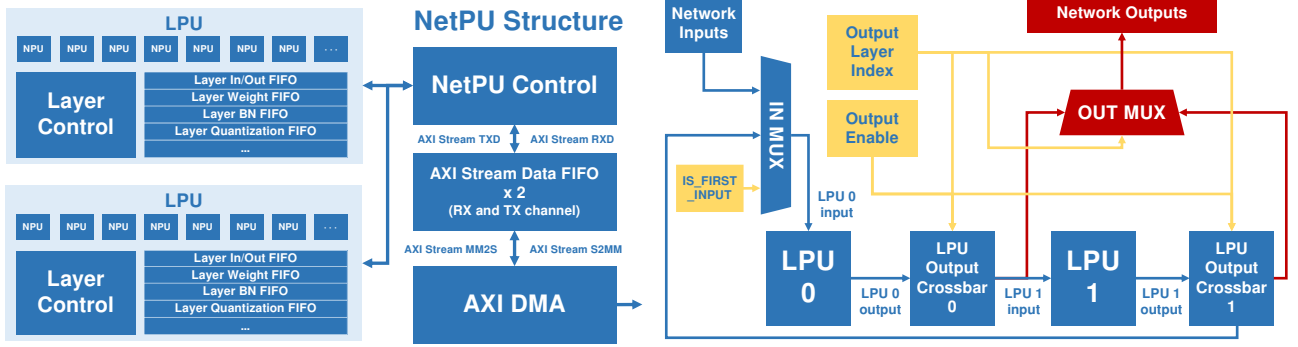 LPU
NPU NPU NPU NPU NPU NPU NPU ...
Layer
Control
Layer In/Out FIFO
Layer Weight FIFO
Layer BN FIFO
Layer Quantization FIFO
...
LPU
NPU NPU NPU NPU NPU NPU NPU ...
Layer
Control
Layer In/Out FIFO
Layer Weight FIFO
Layer BN FIFO
Layer Quantization FIFO
...
NetPU Structure
NetPU Control
AXI Stream TXD AXI Stream RXD
AXI Stream Data FIFO
x 2
(RX and TX channel)
AXI Stream MM2S AXI Stream S2MM
AXI DMA
Network
Inputs
IN MUX
IS_FIRST
_INPUT
Output
Layer
Index
Output
Enable
Network Outputs
OUT MUX
LPU 0
input
LPU
0
LPU 0
output
LPU
Output
Crossbar
0
LPU 1
input
LPU
1
LPU 1
output
LPU
Output
Crossbar
1